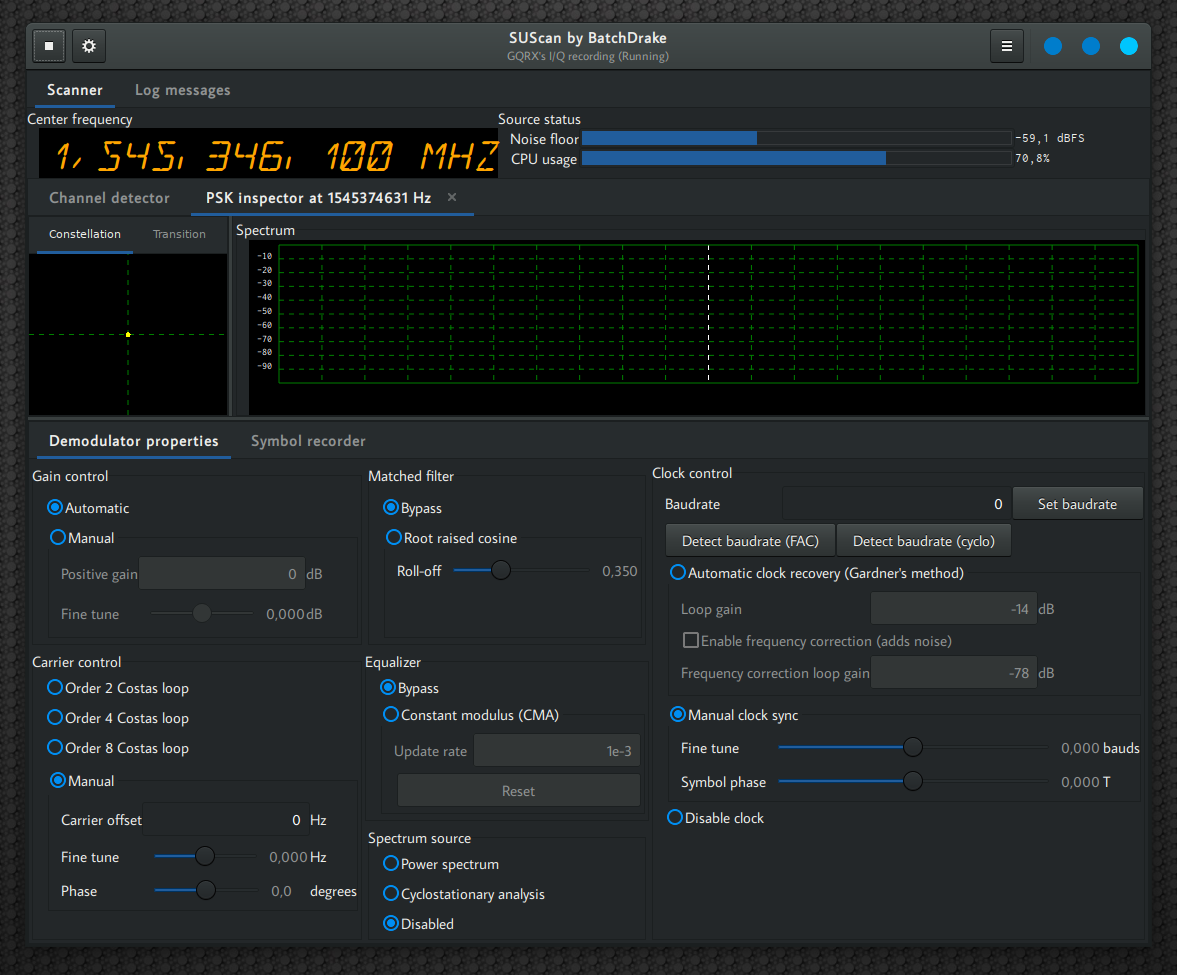 SUScan by BatchDrake
GQRX's I/Q recording (Running)
Scanner Log messages
Center frequency
1, 545, 346, 100 MHZ
Source status
Noise floor -59,1 dBFS
CPU usage 70,8%
Channel detector PSK inspector at 1545374631 Hz ×
Constellation Transition
Spectrum
-10
-20
-30
-40
-50
-60
-70
-80
-90
Demodulator properties Symbol recorder
Gain control
Automatic
Manual
Positive gain 0 dB
Fine tune 0,000 dB
Carrier control
Order 2 Costas loop
Order 4 Costas loop
Order 8 Costas loop
Manual
Carrier offset 0 Hz
Fine tune 0,000 Hz
Phase 0,0 degrees
Matched filter
Bypass
Root raised cosine
Roll-off 0,350
Equalizer
Bypass
Constant modulus (CMA)
Update rate 1e-3
Reset
Spectrum source
Power spectrum
Cyclostationary analysis
Disabled
Clock control
Baudrate 0 Set baudrate
Detect baudrate (FAC) Detect baudrate (cyclo)
Automatic clock recovery (Gardner's method)
Loop gain -14 dB
Enable frequency correction (adds noise)
Frequency correction loop gain -78 dB
Manual clock sync
Fine tune 0,000 bauds
Symbol phase 0,000 T
Disable clock